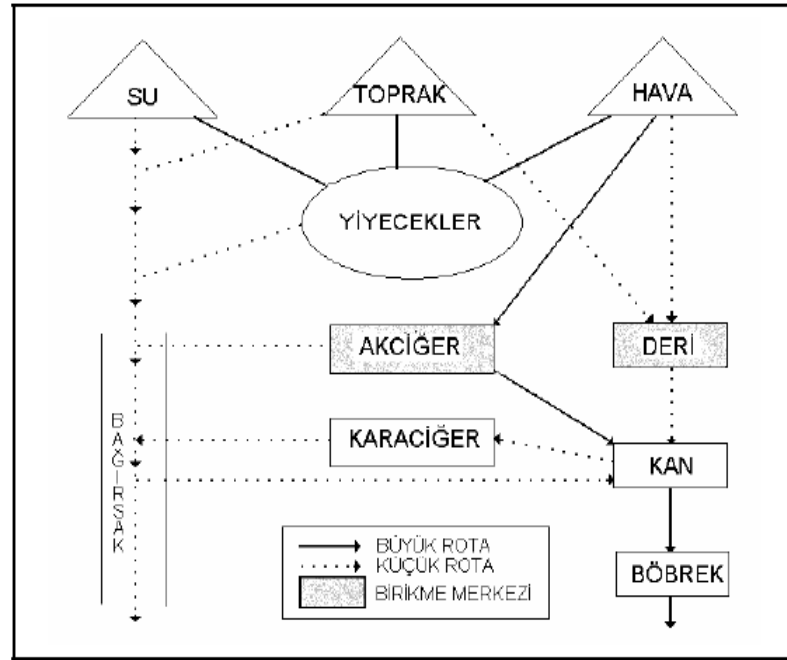 SU
TOPRAK
HAVA
YİYECEKLER
AKCİĞER
DERİ
KARACİĞER
KAN
BAĞIRSAK
BÜYÜK ROTA
KÜÇÜK ROTA
BİRİKME MERKEZİ
BÖBREK